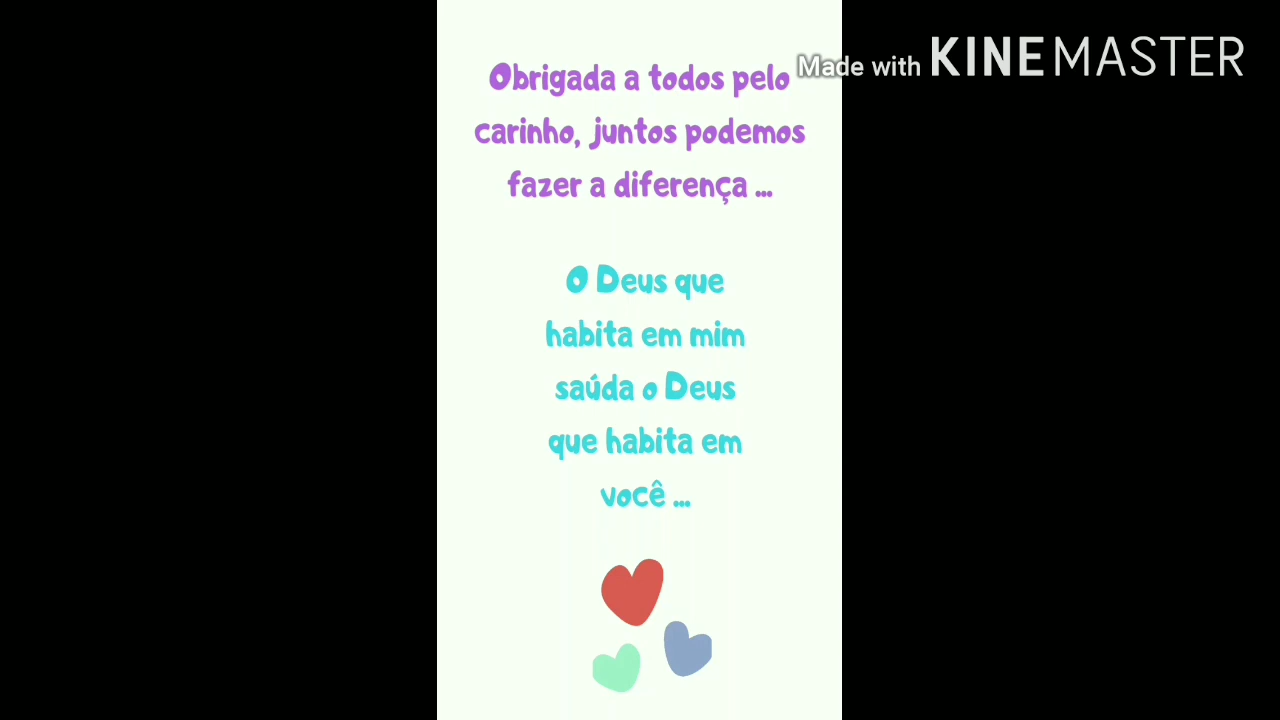 Made with KINEMASTER
Obrigada a todos pelo
carinho, juntos podemos
fazer a diferença ...
O Deus que
habita em mim
saúda o Deus
que habita em
você ...